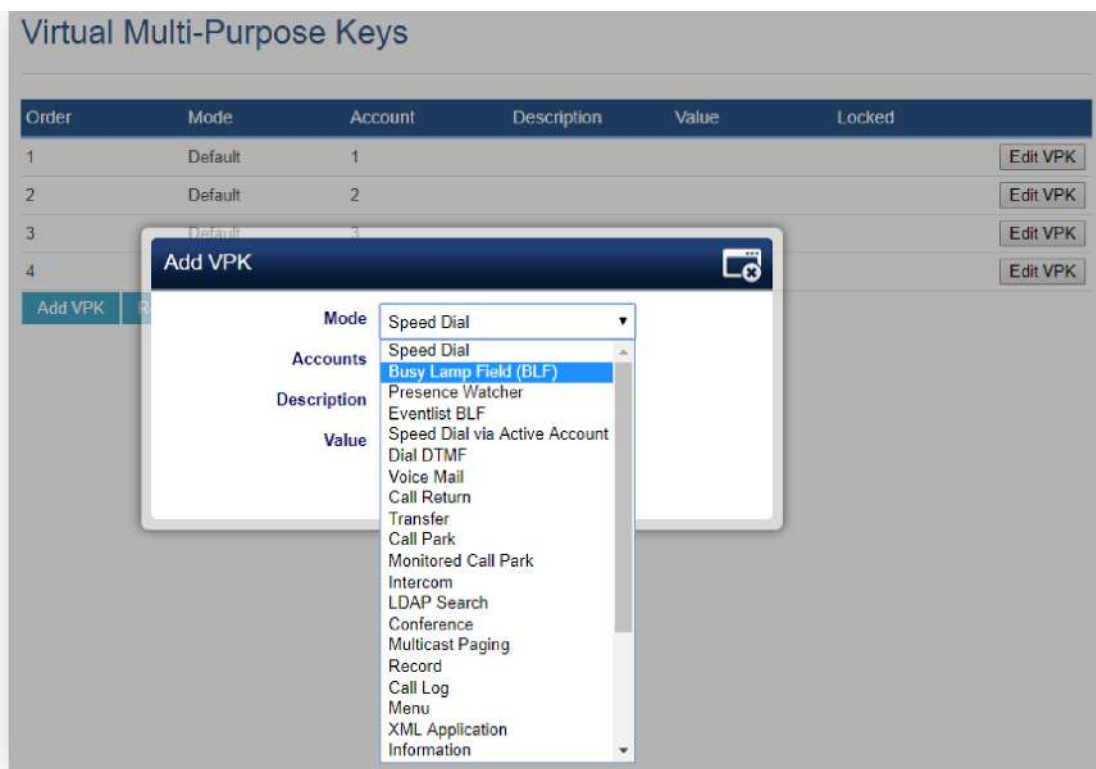 Virtual Multi-Purpose Keys
Order Mode Account Description Value Locked
1 Default 1 Edit VPK
2 Default 2 Edit VPK
3 Default 3 Edit VPK
4 Edit VPK
Add VPK
Add VPK
Mode Speed Dial
Accounts
Description
Value
Speed Dial
Busy Lamp Field (BLF)
Presence Watcher
Eventlist BLF
Speed Dial via Active Account
Dial DTMF
Voice Mail
Call Return
Transfer
Call Park
Monitored Call Park
Intercom
LDAP Search
Conference
Multicast Paging
Record
Call Log
Menu
XML Application
Information